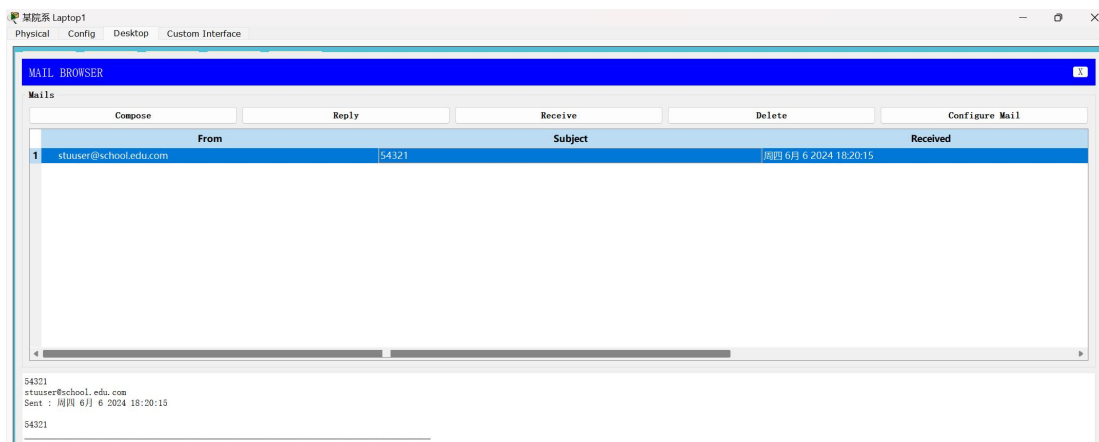 某院系 Laptop1
Physical Config Desktop Custom Interface
MAIL BROWSER X
Mails
Compose Reply Receive Delete Configure Mail
From Subject Received
1 stuuser@school.edu.com 54321 周四 6月 6 2024 18:20:15
54321
stuuser@school.edu.com
Sent : 周四 6月 6 2024 18:20:15
54321